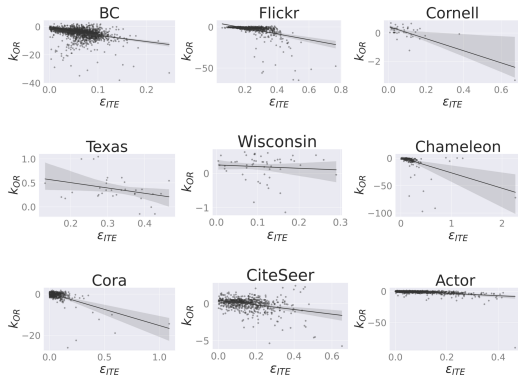 BC Flickr Cornell
k_OR 0 −20 −40 k_OR 0 −50 k_OR 0 −2
0.0 0.1 0.2 0.2 0.4 0.6 0.8 0.0 0.2 0.4 0.6
ε_ITE ε_ITE ε_ITE
Texas Wisconsin Chameleon
k_OR 1.0 0.5 0.0 k_OR 0 −1 k_OR 0 −50 −100
0.2 0.3 0.4 0.0 0.1 0.2 0.3 0 1 2
ε_ITE ε_ITE ε_ITE
Cora CiteSeer Actor
k_OR 0 −20 k_OR 2.5 0 −5 k_OR 0 −50
0.0 0.5 1.0 0.0 0.2 0.4 0.6 0.0 0.2 0.4
ε_ITE ε_ITE ε_ITE